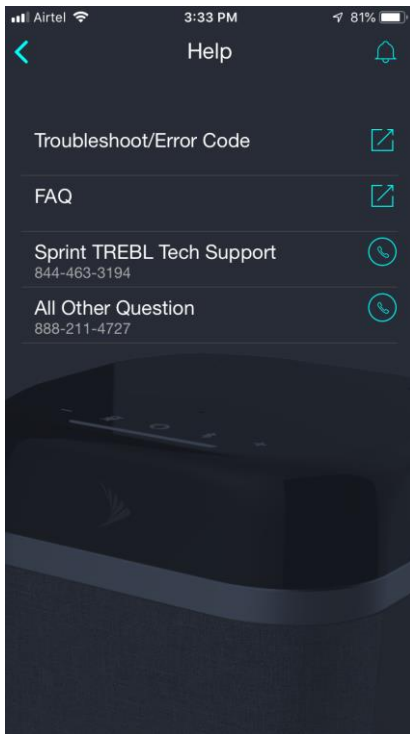 Airtel 3:33 PM 81%
Help
Troubleshoot/Error Code
FAQ
Sprint TREBL Tech Support
844-463-3194
All Other Question
888-211-4727